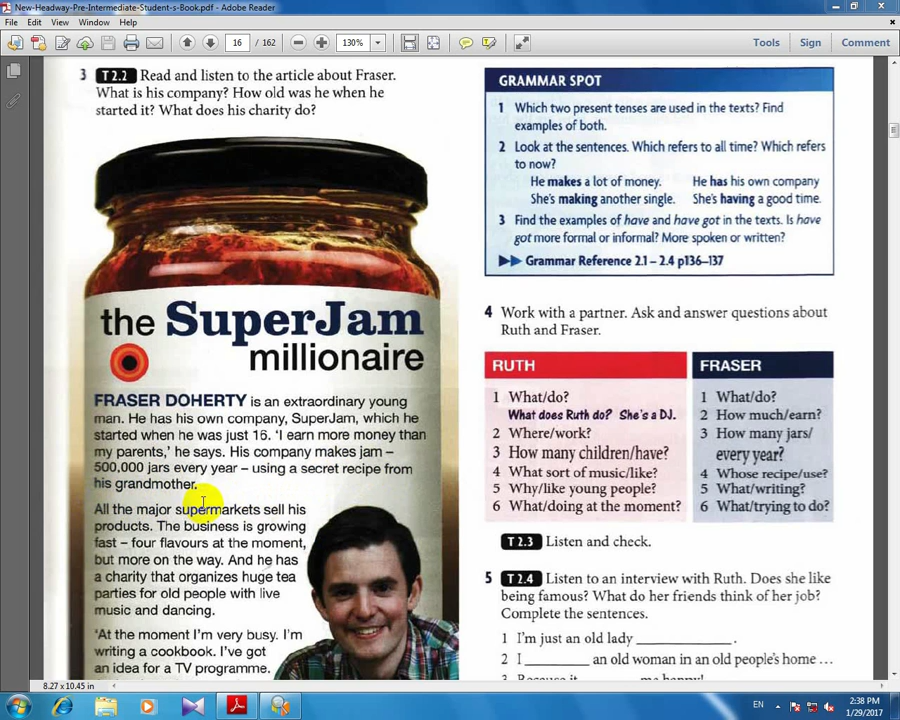 New-Headway-Pre-Intermediate-Student-s-Book.pdf - Adobe Reader
File Edit View Window Help
16 / 162 130% Tools Sign Comment
3 T 2.2 Read and listen to the article about Fraser.
What is his company? How old was he when he
started it? What does his charity do?
the SuperJam
millionaire
FRASER DOHERTY is an extraordinary young
man. He has his own company, SuperJam, which he
started when he was just 16. ‘I earn more money than
my parents,’ he says. His company makes jam –
500,000 jars every year – using a secret recipe from
his grandmother.
All the major supermarkets sell his
products. The business is growing
fast – four flavours at the moment,
but more on the way. And he has
a charity that organizes huge tea
parties for old people with live
music and dancing.
‘At the moment I’m very busy. I’m
writing a cookbook. I’ve got
an idea for a TV programme.
GRAMMAR SPOT
1 Which two present tenses are used in the texts? Find
examples of both.
2 Look at the sentences. Which refers to all time? Which refers
to now?
He makes a lot of money. He has his own company
She’s making another single. She’s having a good time.
3 Find the examples of have and have got in the texts. Is have
got more formal or informal? More spoken or written?
Grammar Reference 2.1 – 2.4 p136–137
4 Work with a partner. Ask and answer questions about
Ruth and Fraser.
RUTH
1 What/do?
What does Ruth do? She’s a DJ.
2 Where/work?
3 How many children/have?
4 What sort of music/like?
5 Why/like young people?
6 What/doing at the moment?
FRASER
1 What/do?
2 How much/earn?
3 How many jars/
every year?
4 Whose recipe/use?
5 What/writing?
6 What/trying to do?
T 2.3 Listen and check.
5 T 2.4 Listen to an interview with Ruth. Does she like
being famous? What do her friends think of her job?
Complete the sentences.
1 I’m just an old lady ____________ .
2 I ________ an old woman in an old people’s home …
8.27 x 10.45 in
EN 2:38 PM
1/29/2017